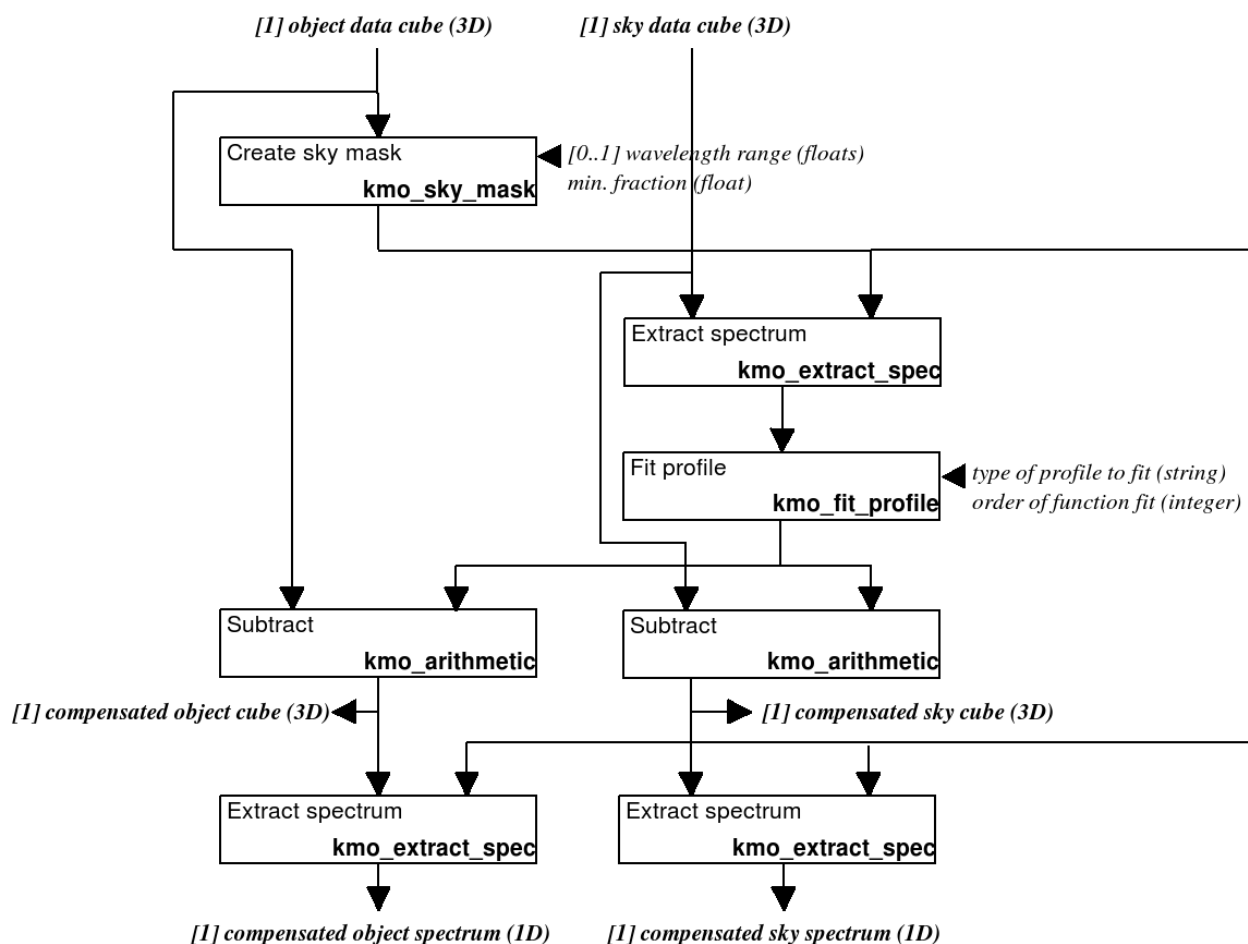 [1] object data cube (3D)
[1] sky data cube (3D)
Create sky mask
kmo_sky_mask
[0..1] wavelength range (floats)
min. fraction (float)
Extract spectrum
kmo_extract_spec
Fit profile
kmo_fit_profile
type of profile to fit (string)
order of function fit (integer)
Subtract
kmo_arithmetic
Subtract
kmo_arithmetic
[1] compensated object cube (3D)
[1] compensated sky cube (3D)
Extract spectrum
kmo_extract_spec
Extract spectrum
kmo_extract_spec
[1] compensated object spectrum (1D)
[1] compensated sky spectrum (1D)